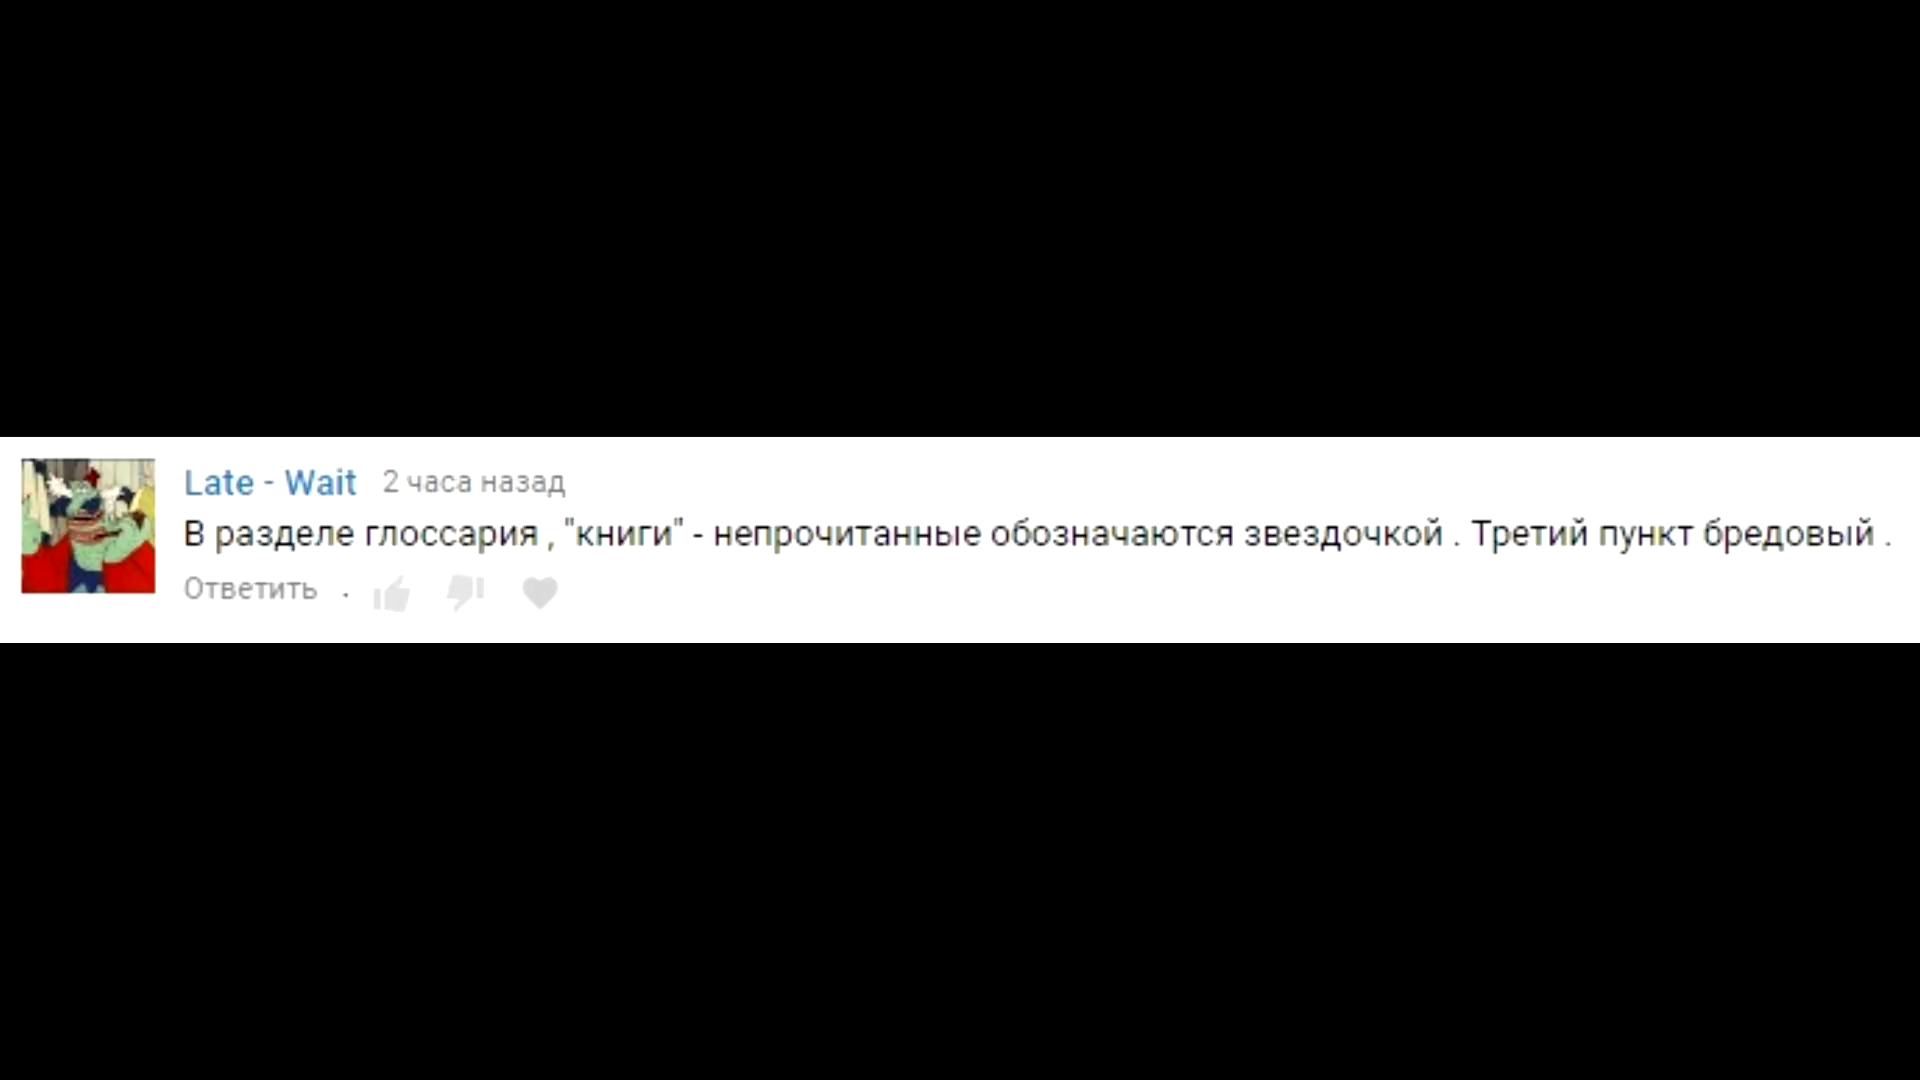 Late - Wait 2 часа назад
В разделе глоссария , "книги" - непрочитанные обозначаются звездочкой . Третий пункт бредовый .
Ответить .